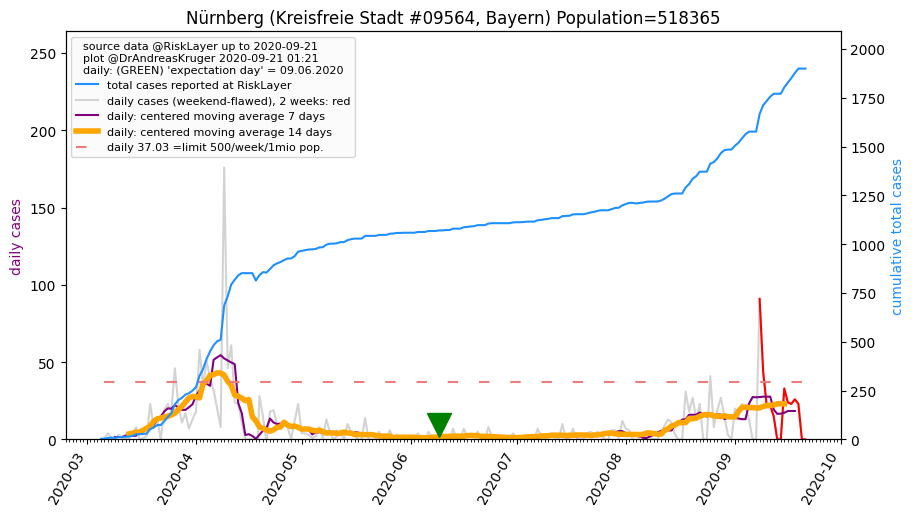 Nürnberg (Kreisfreie Stadt #09564, Bayern) Population=518365
source data @RiskLayer up to 2020-09-21
plot @DrAndreasKruger 2020-09-21 01:21
daily: (GREEN) 'expectation day' = 09.06.2020
total cases reported at RiskLayer
daily cases (weekend-flawed), 2 weeks: red
daily: centered moving average 7 days
daily: centered moving average 14 days
daily 37.03 =limit 500/week/1mio pop.
daily cases
250
200
150
100
50
0
cumulative total cases
2000
1750
1500
1250
1000
750
500
250
0
2020-03
2020-04
2020-05
2020-06
2020-07
2020-08
2020-09
2020-10